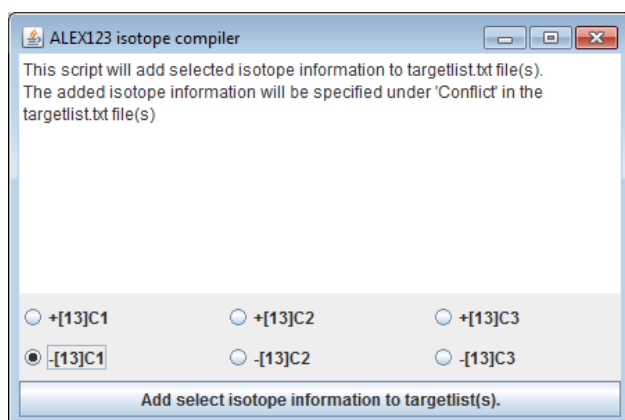 ALEX123 isotope compiler
This script will add selected isotope information to targetlist.txt file(s).
The added isotope information will be specified under 'Conflict' in the
targetlist.txt file(s)
+[13]C1 +[13]C2 +[13]C3
-[13]C1 -[13]C2 -[13]C3
Add select isotope information to targetlist(s).